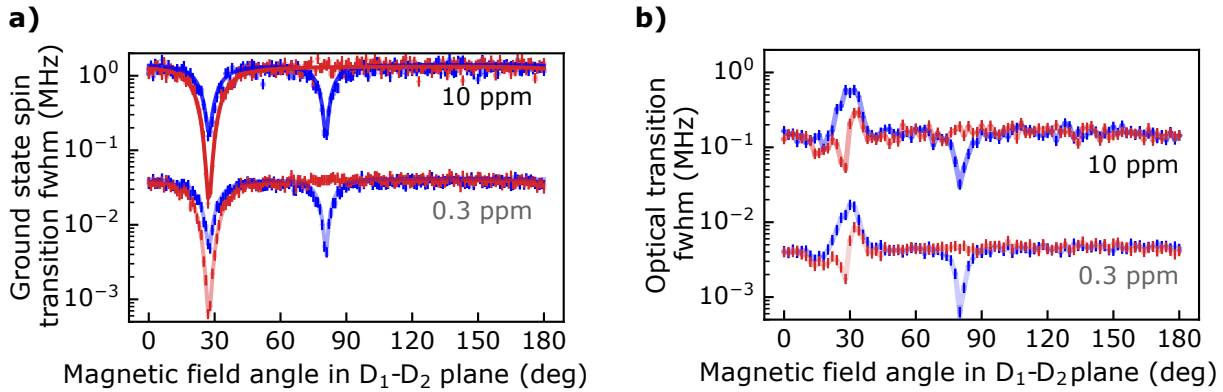 a)
Ground state spin
transition fwhm (MHz)
10⁰
10⁻¹
10⁻²
10⁻³
10 ppm
0.3 ppm
0 30 60 90 120 150 180
Magnetic field angle in D₁-D₂ plane (deg)
b)
Optical transition
fwhm (MHz)
10⁰
10⁻¹
10⁻²
10⁻³
10 ppm
0.3 ppm
0 30 60 90 120 150 180
Magnetic field angle in D₁-D₂ plane (deg)